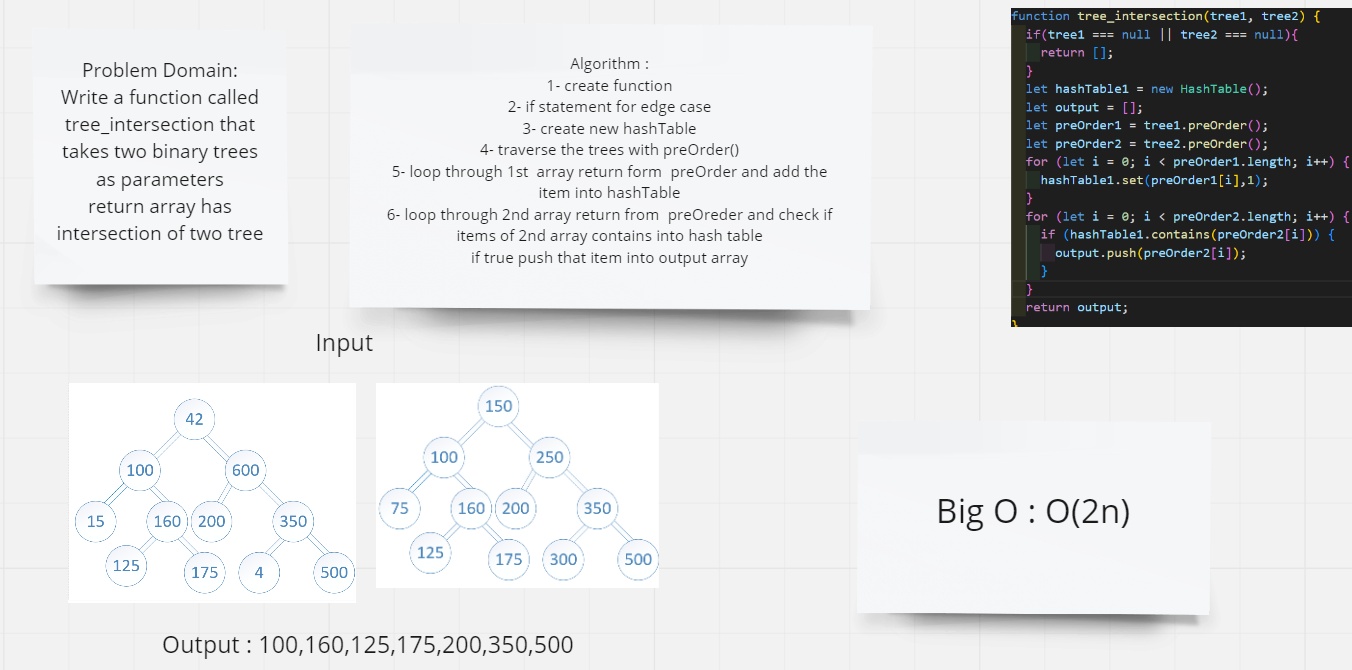 Problem Domain:
Write a function called
tree_intersection that
takes two binary trees
as parameters
return array has
intersection of two tree
Algorithm :
1- create function
2- if statement for edge case
3- create new hashTable
4- traverse the trees with preOrder()
5- loop through 1st  array return form  preOrder and add the
item into hashTable
6- loop through 2nd array return from  preOreder and check if
items of 2nd array contains into hash table
if true push that item into output array
function tree_intersection(tree1, tree2) {
if(tree1 === null || tree2 === null){
return [];
}
let hashTable1 = new HashTable();
let output = [];
let preOrder1 = tree1.preOrder();
let preOrder2 = tree2.preOrder();
for (let i = 0; i < preOrder1.length; i++) {
hashTable1.set(preOrder1[i],1);
}
for (let i = 0; i < preOrder2.length; i++) {
if (hashTable1.contains(preOrder2[i])) {
output.push(preOrder2[i]);
}
}
return output;
}
Input
42
100 600
15 160 200 350
125 175 4 500
150
100 250
75 160 200 350
125 175 300 500
Output : 100,160,125,175,200,350,500
Big O : O(2n)